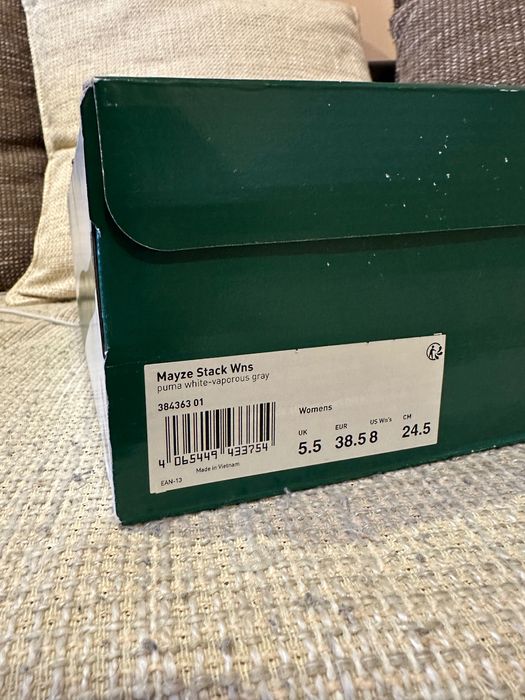 Mayze Stack Wns
puma white-vaporous gray
384363 01
Womens
UK EUR US Wn's CM
5.5 38.5 8 24.5
4 065449 433754
Made in Vietnam
EAN-13